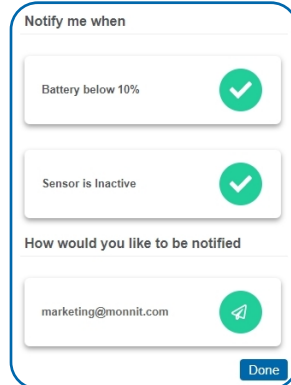 Notify me when
Battery below 10%
Sensor is Inactive
How would you like to be notified
marketing@monnit.com
Done